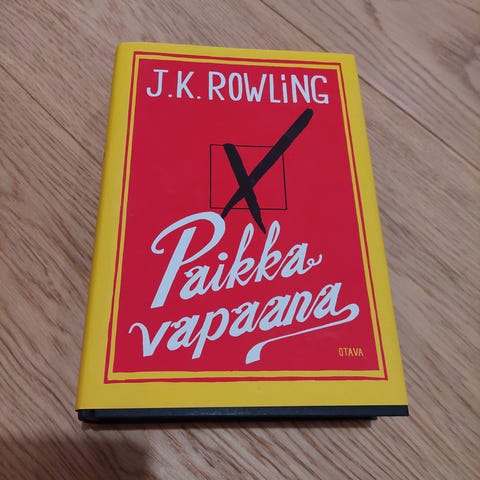 J.K. ROWLiNG
Paikka
vapaana
OTAVA